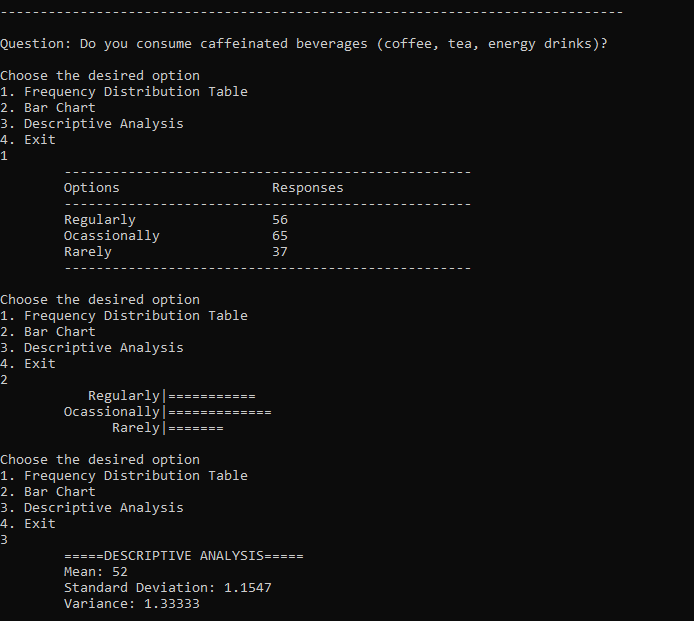 ------------------------------------------------------------------------------
Question: Do you consume caffeinated beverages (coffee, tea, energy drinks)?
Choose the desired option
1. Frequency Distribution Table
2. Bar Chart
3. Descriptive Analysis
4. Exit
1
---------------------------------------------------
Options Responses
---------------------------------------------------
Regularly 56
Ocassionally 65
Rarely 37
---------------------------------------------------
Choose the desired option
1. Frequency Distribution Table
2. Bar Chart
3. Descriptive Analysis
4. Exit
2
Regularly|===========
Ocassionally|=============
Rarely|=======
Choose the desired option
1. Frequency Distribution Table
2. Bar Chart
3. Descriptive Analysis
4. Exit
3
=====DESCRIPTIVE ANALYSIS=====
Mean: 52
Standard Deviation: 1.1547
Variance: 1.33333